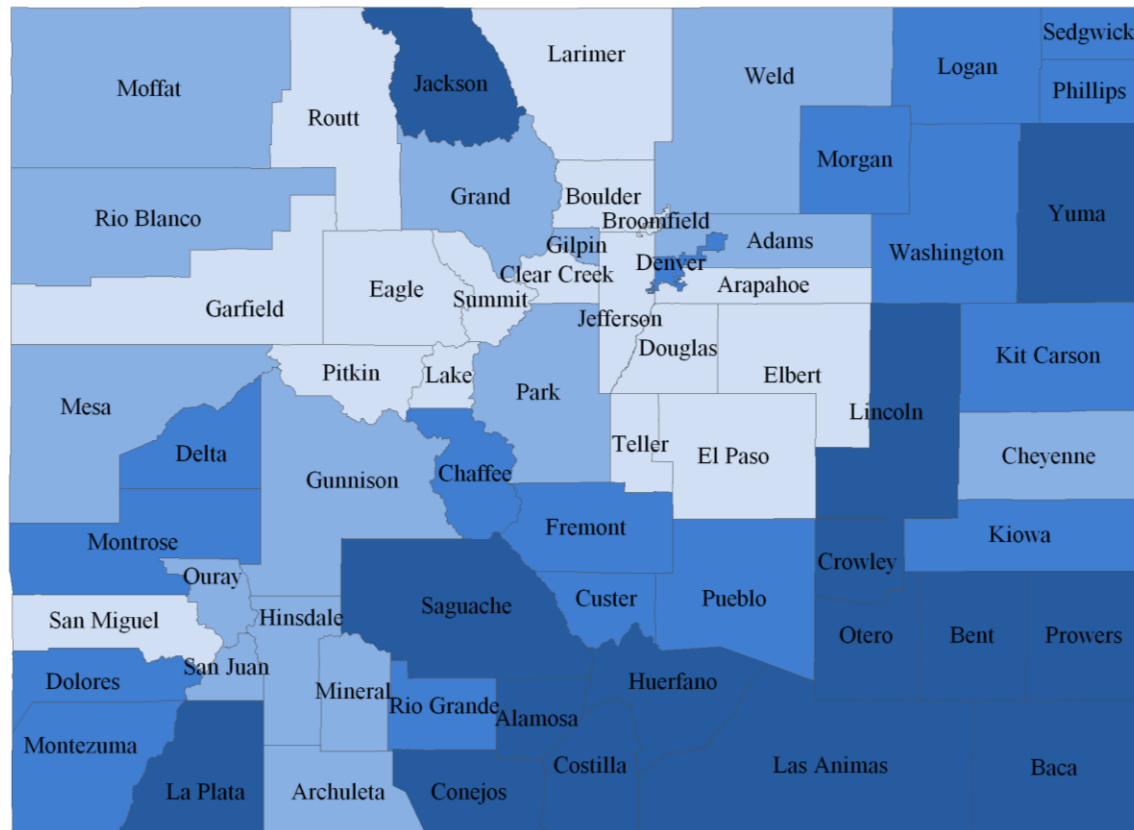 Sedgwick
Larimer
Logan
Weld
Jackson
Moffat
Phillips
Routt
Morgan
Boulder
Grand
Yuma
Rio Blanco
Broomfield
Gilpin
Adams
Washington
Denver
Clear Creek
Arapahoe
Eagle
Summit
Garfield
Jefferson
Douglas
Kit Carson
Pitkin
Lake
Elbert
Park
Mesa
Lincoln
Teller
Delta
El Paso
Cheyenne
Gunnison
Chaffee
Fremont
Kiowa
Montrose
Crowley
Ouray
Custer
Pueblo
Saguache
San Miguel
Hinsdale
Otero
Bent
Prowers
San Juan
Dolores
Huerfano
Mineral
Rio Grande
Alamosa
Montezuma
Costilla
Las Animas
Baca
La Plata
Archuleta
Conejos